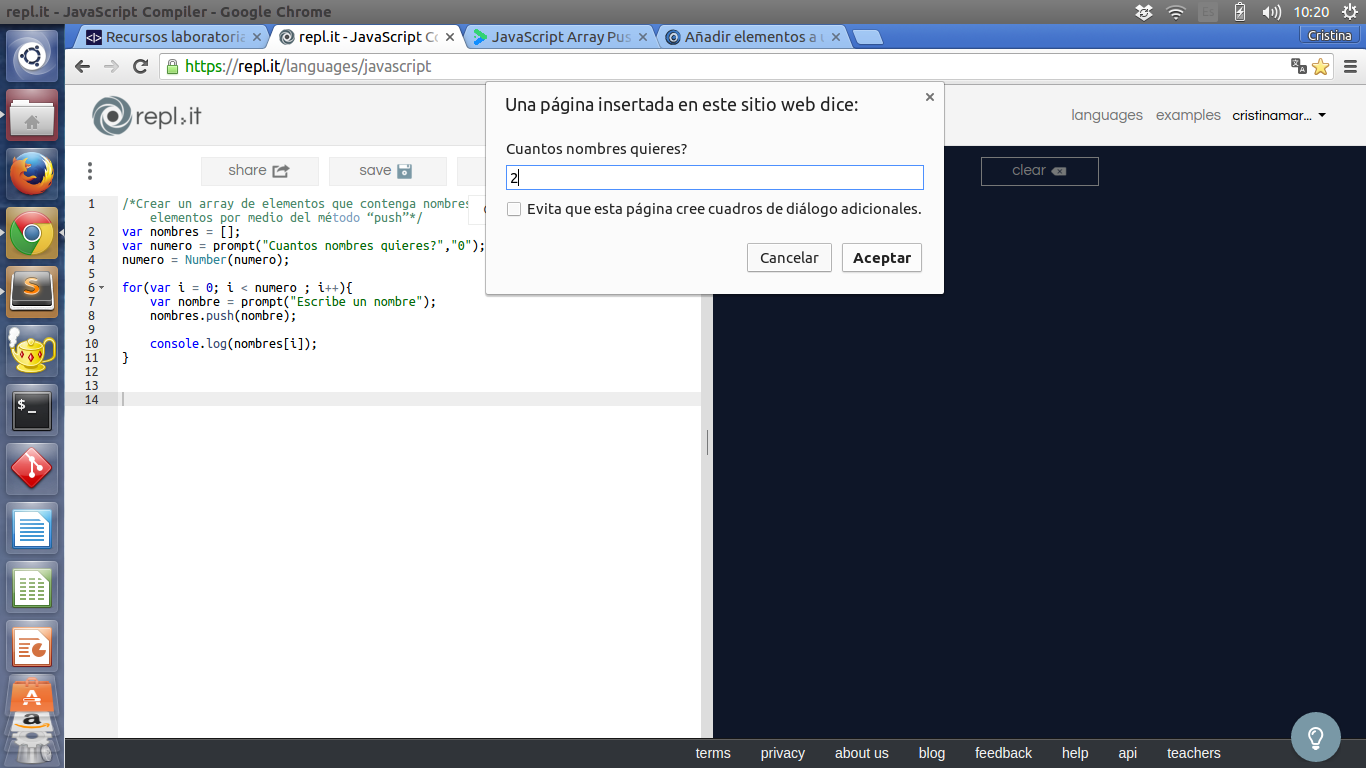 repl.it - JavaScript Compiler - Google Chrome
Es
10:20
Recursos laboratoria
repl.it - JavaScript Co
JavaScript Array Pus
Añadir elementos a u
Cristina
https://repl.it/languages/javascript
repl.it
languages
examples
cristinamar...
share
save
clear
Una página insertada en este sitio web dice:
Cuantos nombres quieres?
2
Evita que esta página cree cuadros de diálogo adicionales.
Cancelar
Aceptar
1 /*Crear un array de elementos que contenga nombres
elementos por medio del método “push”*/
2 var nombres = [];
3 var numero = prompt("Cuantos nombres quieres?","0");
4 numero = Number(numero);
5
6 for(var i = 0; i < numero ; i++){
7 var nombre = prompt("Escribe un nombre");
8 nombres.push(nombre);
9
10 console.log(nombres[i]);
11 }
12
13
14
terms
privacy
about us
blog
feedback
help
api
teachers